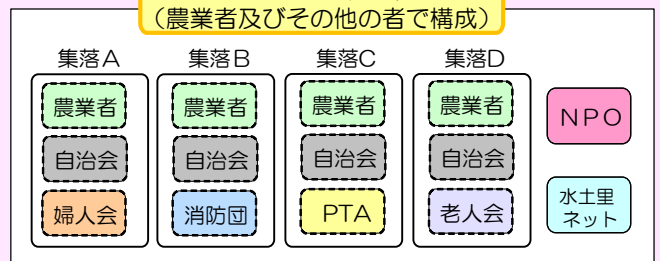 （農業者及びその他の者で構成）
集落A
農業者
自治会
婦人会
集落B
農業者
自治会
消防団
集落C
農業者
自治会
PTA
集落D
農業者
自治会
老人会
ＮＰＯ
水土里
ネット